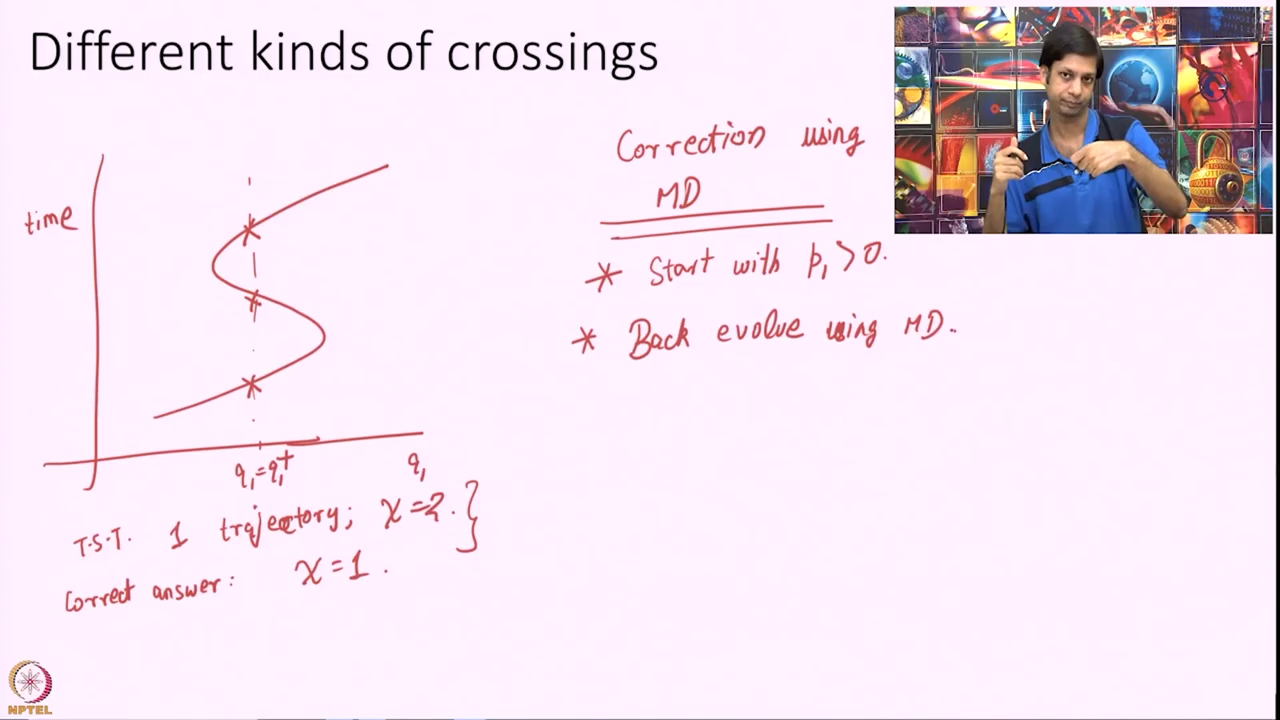 Different kinds of crossings
time
q₁=q₁‡
q₁
T.S.T. 1 trajectory; χ=2.
Correct answer: χ=1.
Correction using
MD
* Start with p₁>0.
* Back evolve using MD.
NPTEL